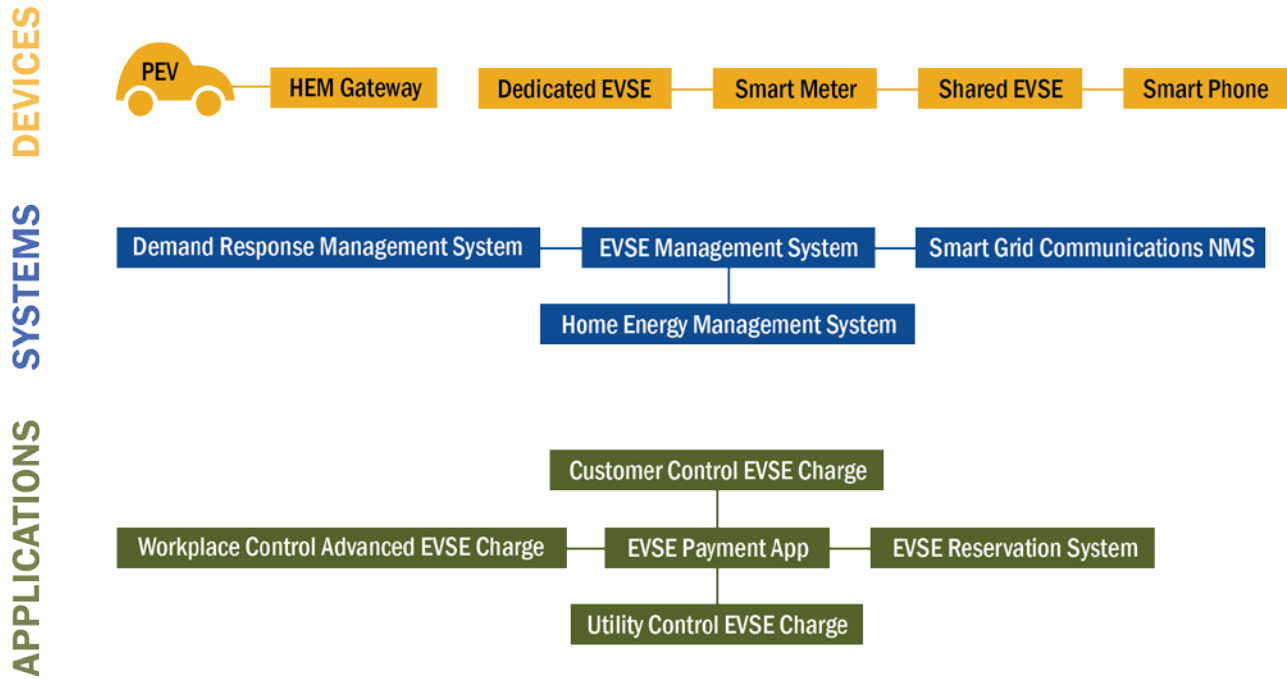 DEVICES
PEV
HEM Gateway
Dedicated EVSE
Smart Meter
Shared EVSE
Smart Phone
SYSTEMS
Demand Response Management System
EVSE Management System
Smart Grid Communications NMS
Home Energy Management System
APPLICATIONS
Customer Control EVSE Charge
Workplace Control Advanced EVSE Charge
EVSE Payment App
EVSE Reservation System
Utility Control EVSE Charge